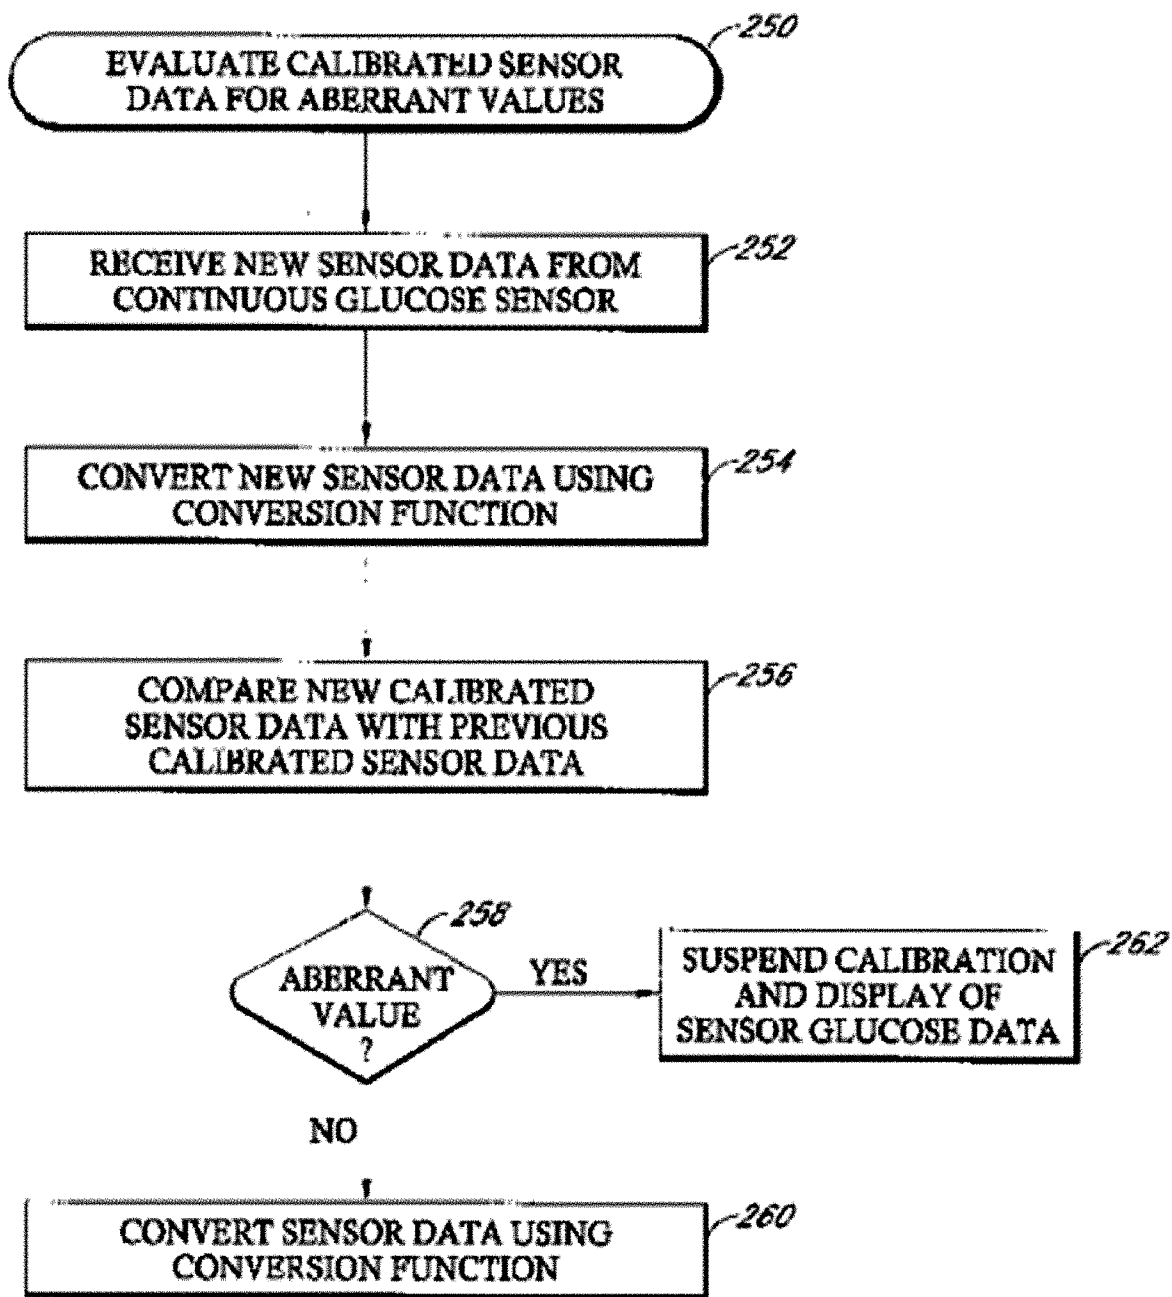 250
EVALUATE CALIBRATED SENSOR
DATA FOR ABERRANT VALUES
252
RECEIVE NEW SENSOR DATA FROM
CONTINUOUS GLUCOSE SENSOR
254
CONVERT NEW SENSOR DATA USING
CONVERSION FUNCTION
256
COMPARE NEW CALIBRATED
SENSOR DATA WITH PREVIOUS
CALIBRATED SENSOR DATA
258
ABERRANT
VALUE
?
YES
262
SUSPEND CALIBRATION
AND DISPLAY OF
SENSOR GLUCOSE DATA
NO
260
CONVERT SENSOR DATA USING
CONVERSION FUNCTION